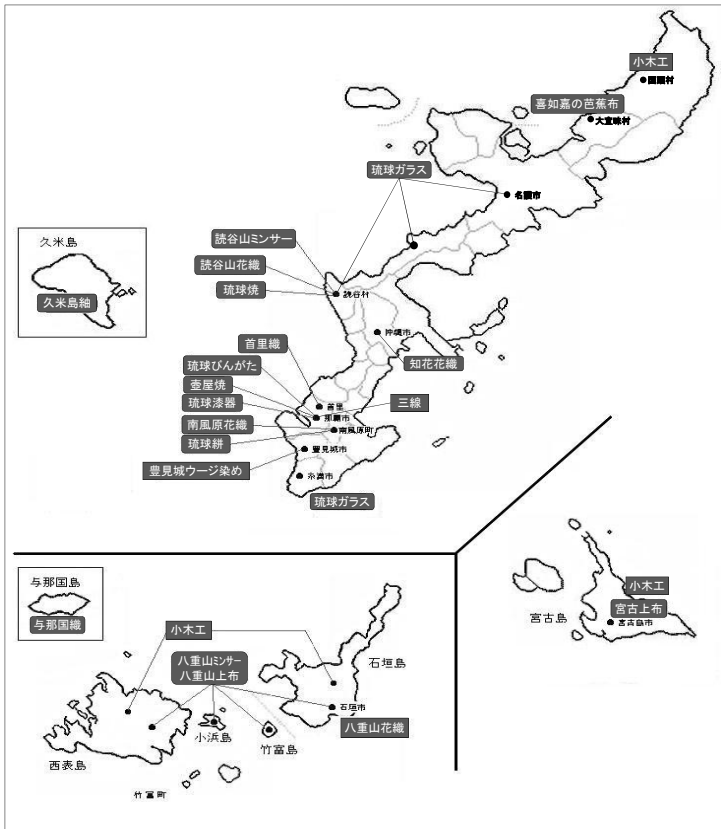 小木工
国頭村
喜如嘉の芭蕉布
大宜味村
琉球ガラス
名護市
久米島
久米島紬
読谷山ミンサー
読谷山花織
琉球焼
読谷村
沖縄市
知花花織
首里織
琉球びんがた
壺屋焼
琉球漆器
首里
那覇市
三線
南風原花織
南風原町
琉球絣
豊見城市
豊見城ウージ染め
糸満市
琉球ガラス
与那国島
与那国織
小木工
八重山ミンサー
八重山上布
石垣島
石垣市
八重山花織
小浜島
竹富島
西表島
竹富町
小木工
宮古上布
宮古島
宮古島市